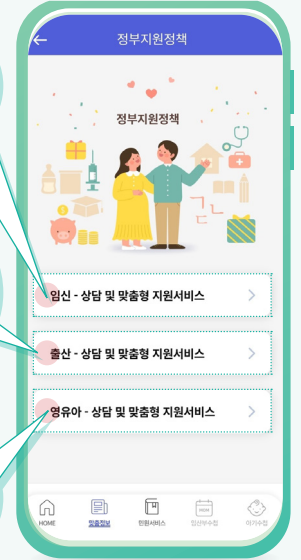 정부지원정책
정부지원정책
임신 - 상담 및 맞춤형 지원서비스
출산 - 상담 및 맞춤형 지원서비스
영유아 - 상담 및 맞춤형 지원서비스
HOME 맞춤정보 민원서비스 임산부수첩 아기수첩